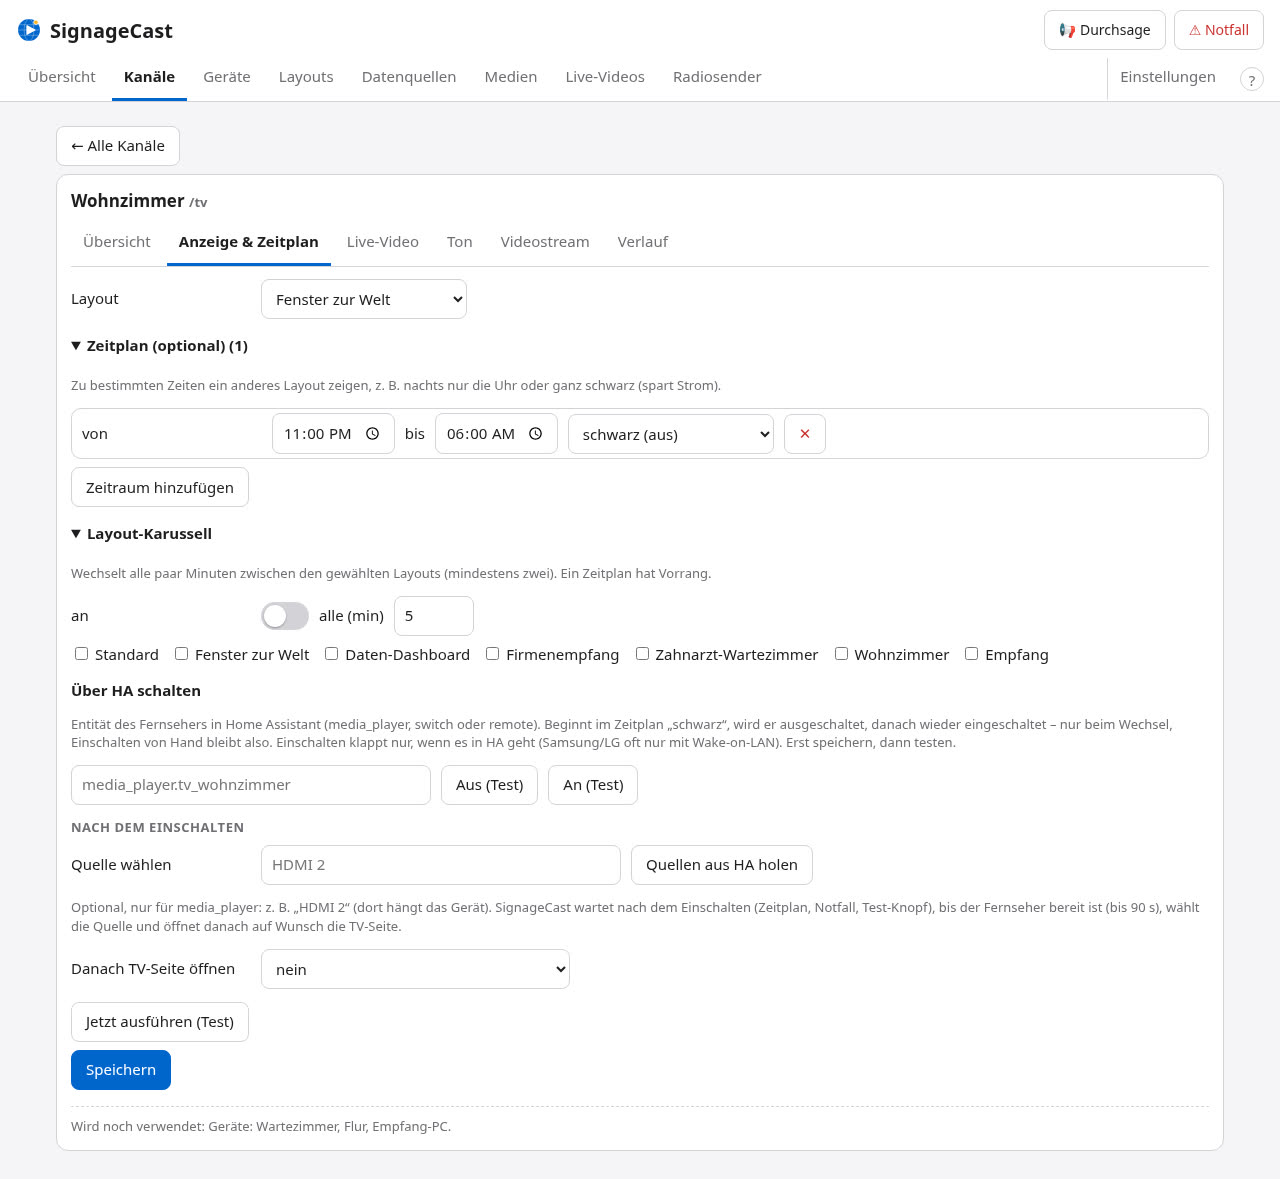 SignageCast
📢 Durchsage
⚠ Notfall
Übersicht Kanäle Geräte Layouts Datenquellen Medien Live-Videos Radiosender Einstellungen ?
← Alle Kanäle
Wohnzimmer /tv
Übersicht Anzeige & Zeitplan Live-Video Ton Videostream Verlauf
Layout Fenster zur Welt
▼ Zeitplan (optional) (1)
Zu bestimmten Zeiten ein anderes Layout zeigen, z. B. nachts nur die Uhr oder ganz schwarz (spart Strom).
von 11:00 PM bis 06:00 AM schwarz (aus) ✕
Zeitraum hinzufügen
▼ Layout-Karussell
Wechselt alle paar Minuten zwischen den gewählten Layouts (mindestens zwei). Ein Zeitplan hat Vorrang.
an alle (min) 5
Standard Fenster zur Welt Daten-Dashboard Firmenempfang Zahnarzt-Wartezimmer Wohnzimmer Empfang
Über HA schalten
Entität des Fernsehers in Home Assistant (media_player, switch oder remote). Beginnt im Zeitplan „schwarz“, wird er ausgeschaltet, danach wieder eingeschaltet – nur beim Wechsel,
Einschalten von Hand bleibt also. Einschalten klappt nur, wenn es in HA geht (Samsung/LG oft nur mit Wake-on-LAN). Erst speichern, dann testen.
media_player.tv_wohnzimmer Aus (Test) An (Test)
NACH DEM EINSCHALTEN
Quelle wählen HDMI 2 Quellen aus HA holen
Optional, nur für media_player: z. B. „HDMI 2“ (dort hängt das Gerät). SignageCast wartet nach dem Einschalten (Zeitplan, Notfall, Test-Knopf), bis der Fernseher bereit ist (bis 90 s), wählt
die Quelle und öffnet danach auf Wunsch die TV-Seite.
Danach TV-Seite öffnen nein
Jetzt ausführen (Test)
Speichern
Wird noch verwendet: Geräte: Wartezimmer, Flur, Empfang-PC.